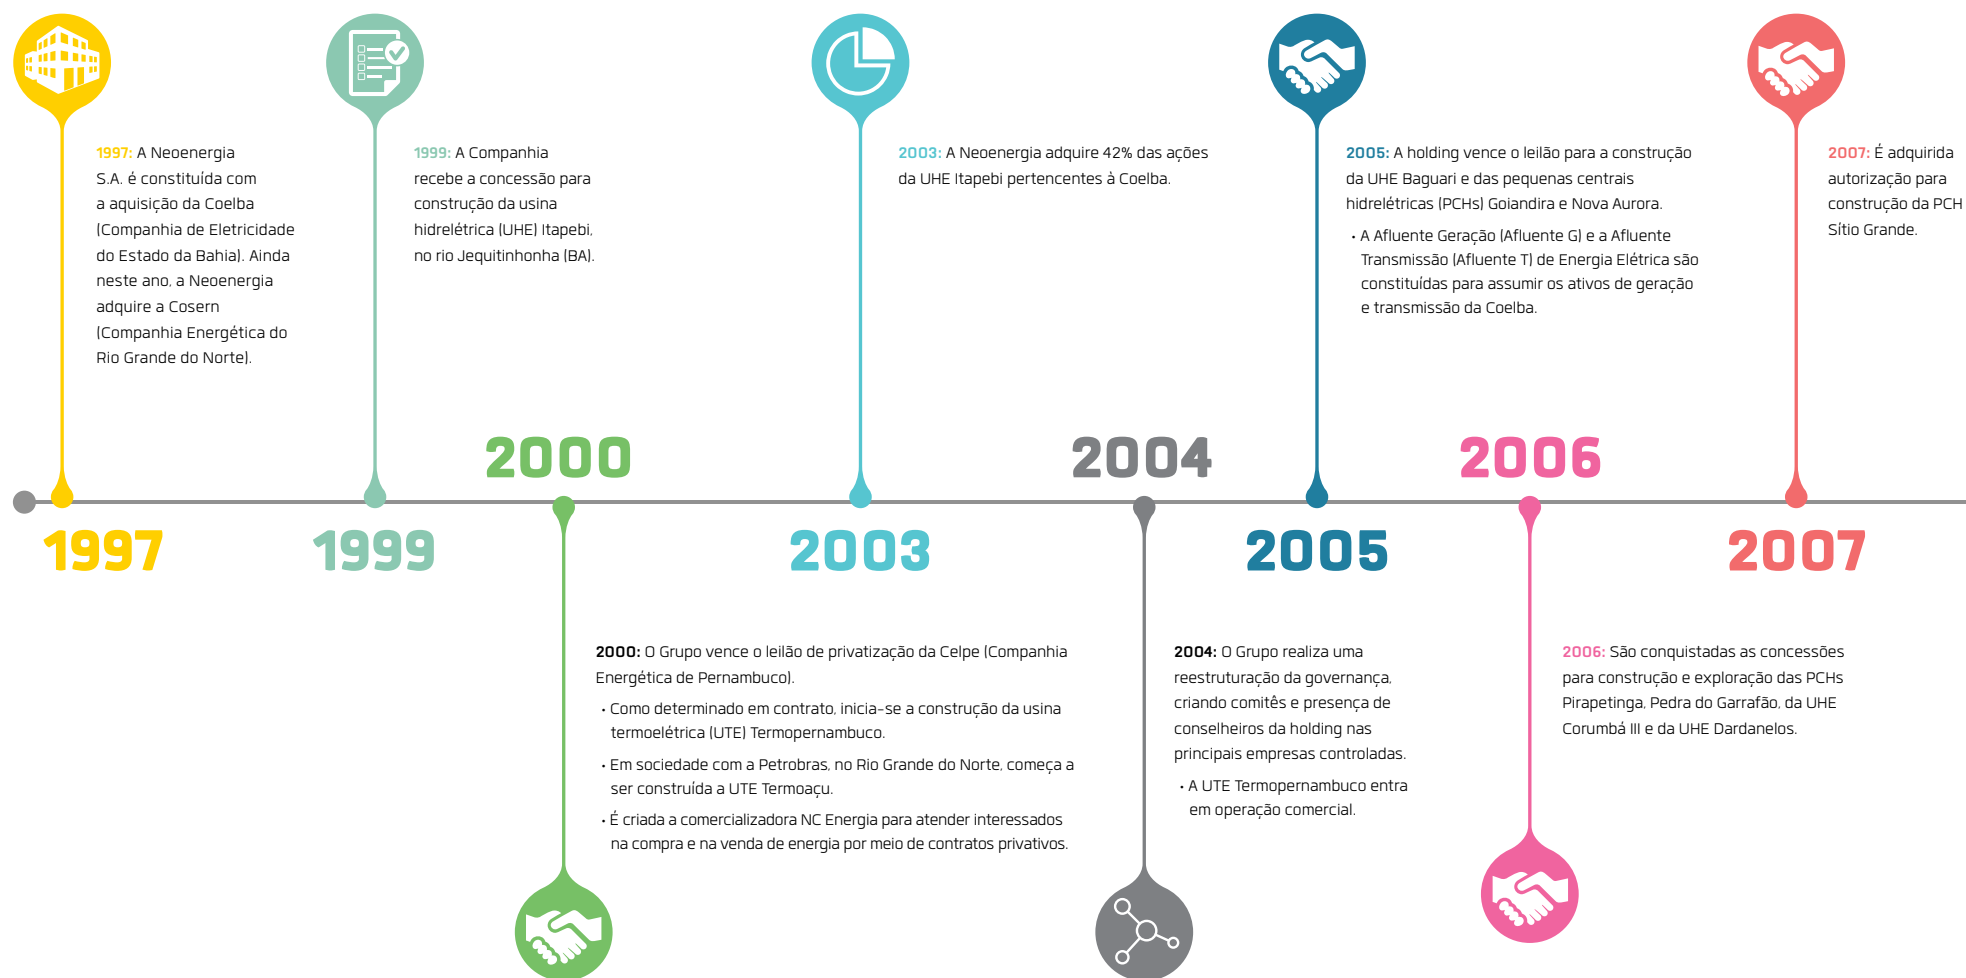 1997: A Neoenergia
S.A. é constituída com
a aquisição da Coelba
(Companhia de Eletricidade
do Estado da Bahia). Ainda
neste ano, a Neoenergia
adquire a Cosern
(Companhia Energética do
Rio Grande do Norte).
1999: A Companhia
recebe a concessão para
construção da usina
hidrelétrica (UHE) Itapebi,
no rio Jequitinhonha (BA).
2003: A Neoenergia adquire 42% das ações
da UHE Itapebi pertencentes à Coelba.
2005: A holding vence o leilão para a construção
da UHE Baguari e das pequenas centrais
hidrelétricas (PCHs) Goiandira e Nova Aurora.
• A Afluente Geração (Afluente G) e a Afluente
Transmissão (Afluente T) de Energia Elétrica são
constituídas para assumir os ativos de geração
e transmissão da Coelba.
2007: É adquirida
autorização para
construção da PCH
Sítio Grande.
2000
2004
2006
1997
1999
2003
2005
2007
2000: O Grupo vence o leilão de privatização da Celpe (Companhia
Energética de Pernambuco).
• Como determinado em contrato, inicia-se a construção da usina
termoelétrica (UTE) Termopernambuco.
• Em sociedade com a Petrobras, no Rio Grande do Norte, começa a
ser construída a UTE Termoaçu.
• É criada a comercializadora NC Energia para atender interessados
na compra e na venda de energia por meio de contratos privativos.
2004: O Grupo realiza uma
reestruturação da governança,
criando comitês e presença de
conselheiros da holding nas
principais empresas controladas.
• A UTE Termopernambuco entra
em operação comercial.
2006: São conquistadas as concessões
para construção e exploração das PCHs
Pirapetinga, Pedra do Garrafão, da UHE
Corumbá III e da UHE Dardanelos.